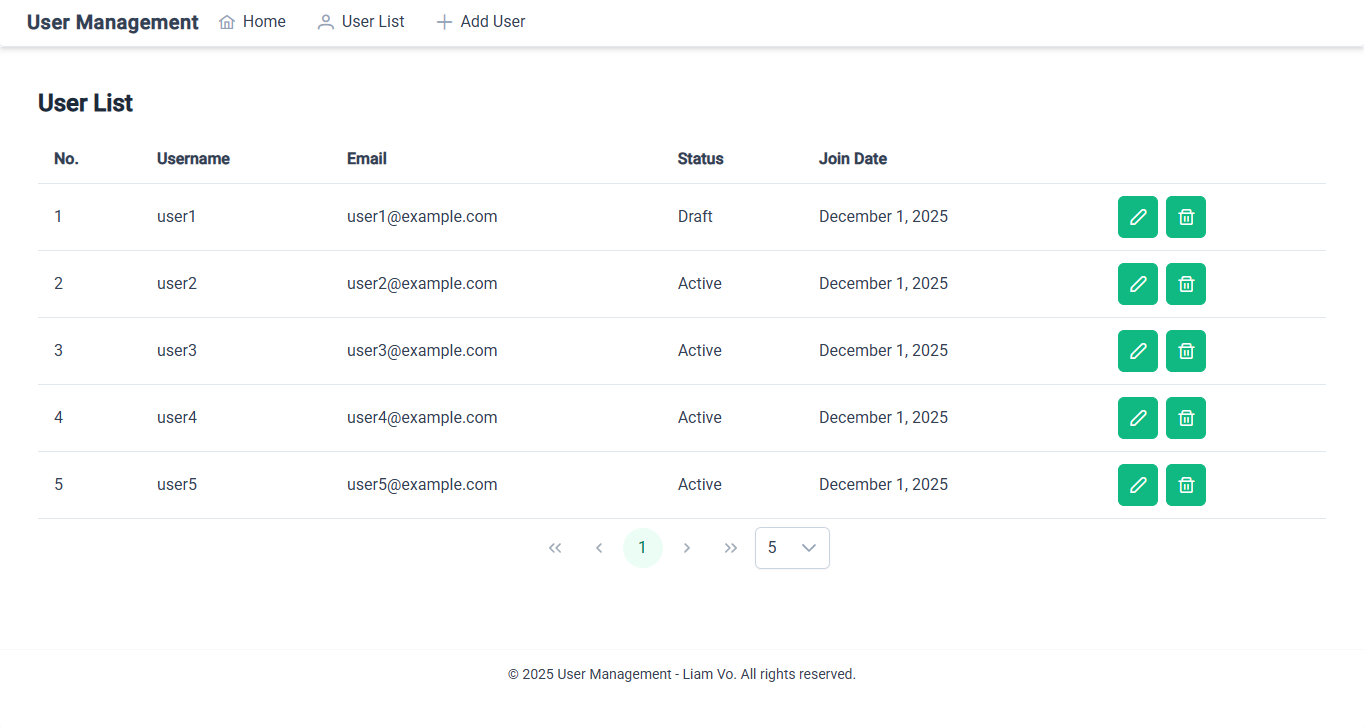 User Management Home User List Add User
User List
No. Username Email Status Join Date
1 user1 user1@example.com Draft December 1, 2025
2 user2 user2@example.com Active December 1, 2025
3 user3 user3@example.com Active December 1, 2025
4 user4 user4@example.com Active December 1, 2025
5 user5 user5@example.com Active December 1, 2025
1 5
© 2025 User Management - Liam Vo. All rights reserved.